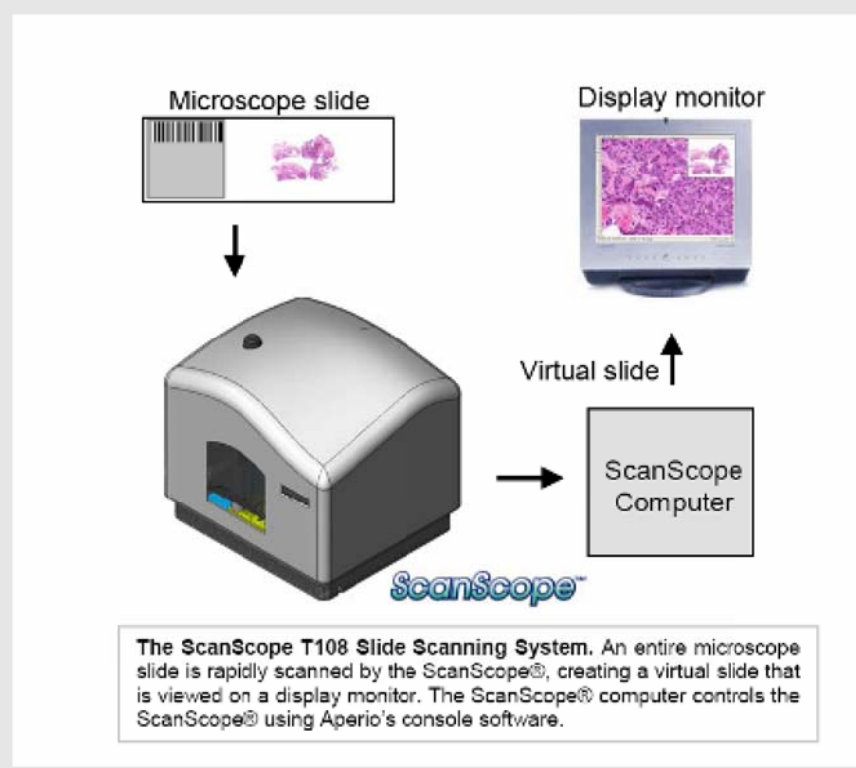 Microscope slide
Display monitor
Virtual slide
ScanScope
Computer
ScanScope™
The ScanScope T108 Slide Scanning System. An entire microscope
slide is rapidly scanned by the ScanScope®, creating a virtual slide that
is viewed on a display monitor. The ScanScope® computer controls the
ScanScope® using Aperio's console software.